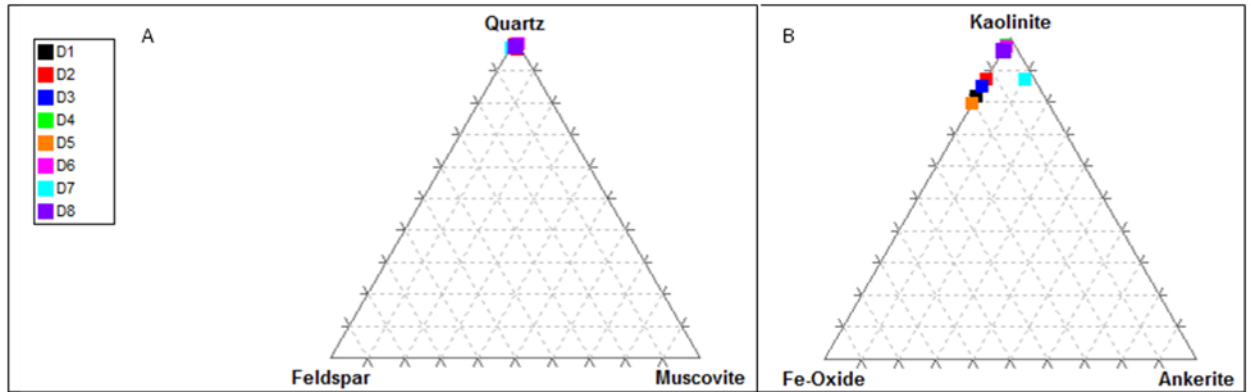 A
Quartz
D1
D2
D3
D4
D5
D6
D7
D8
Feldspar
Muscovite
B
Kaolinite
Fe-Oxide
Ankerite